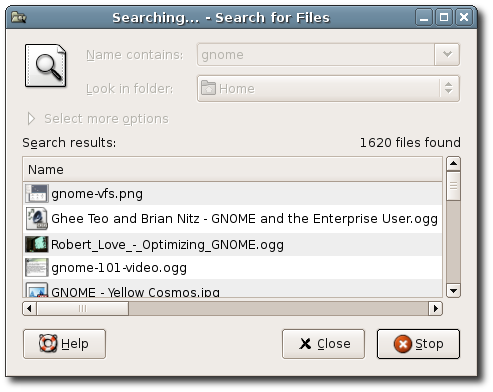 Searching... - Search for Files
Name contains: gnome
Look in folder: Home
Select more options
Search results: 1620 files found
Name
gnome-vfs.png
Ghee Teo and Brian Nitz - GNOME and the Enterprise User.ogg
Robert_Love_-_Optimizing_GNOME.ogg
gnome-101-video.ogg
GNOME - Yellow Cosmos.jpg
Help Close Stop